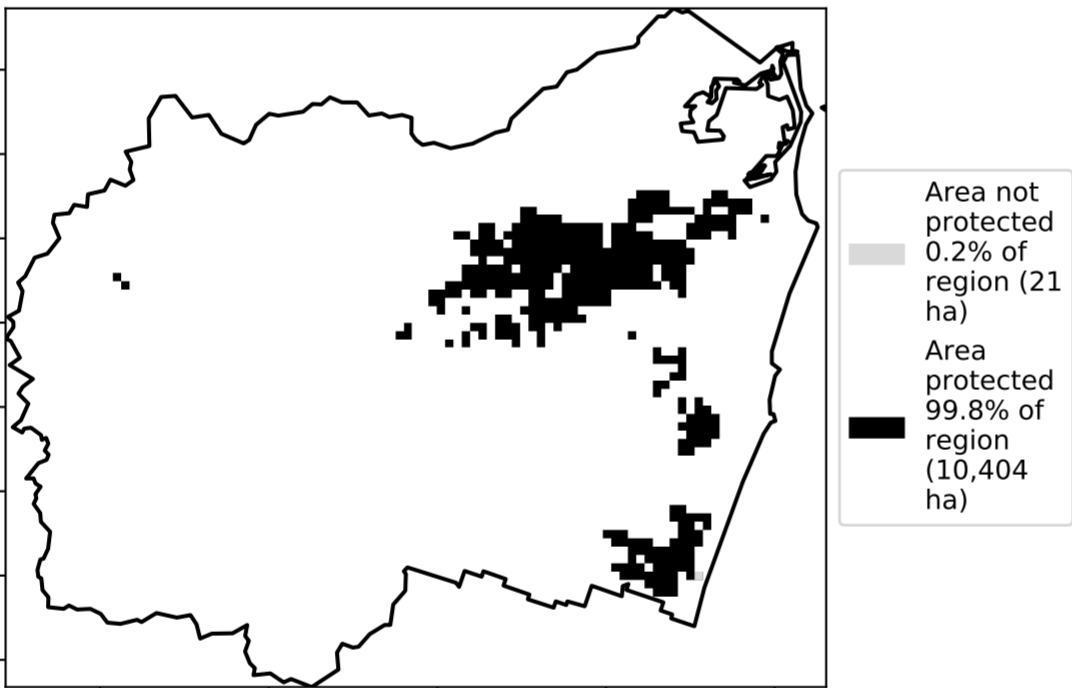 Area not
protected
0.2% of
region (21
ha)
Area
protected
99.8% of
region
(10,404
ha)